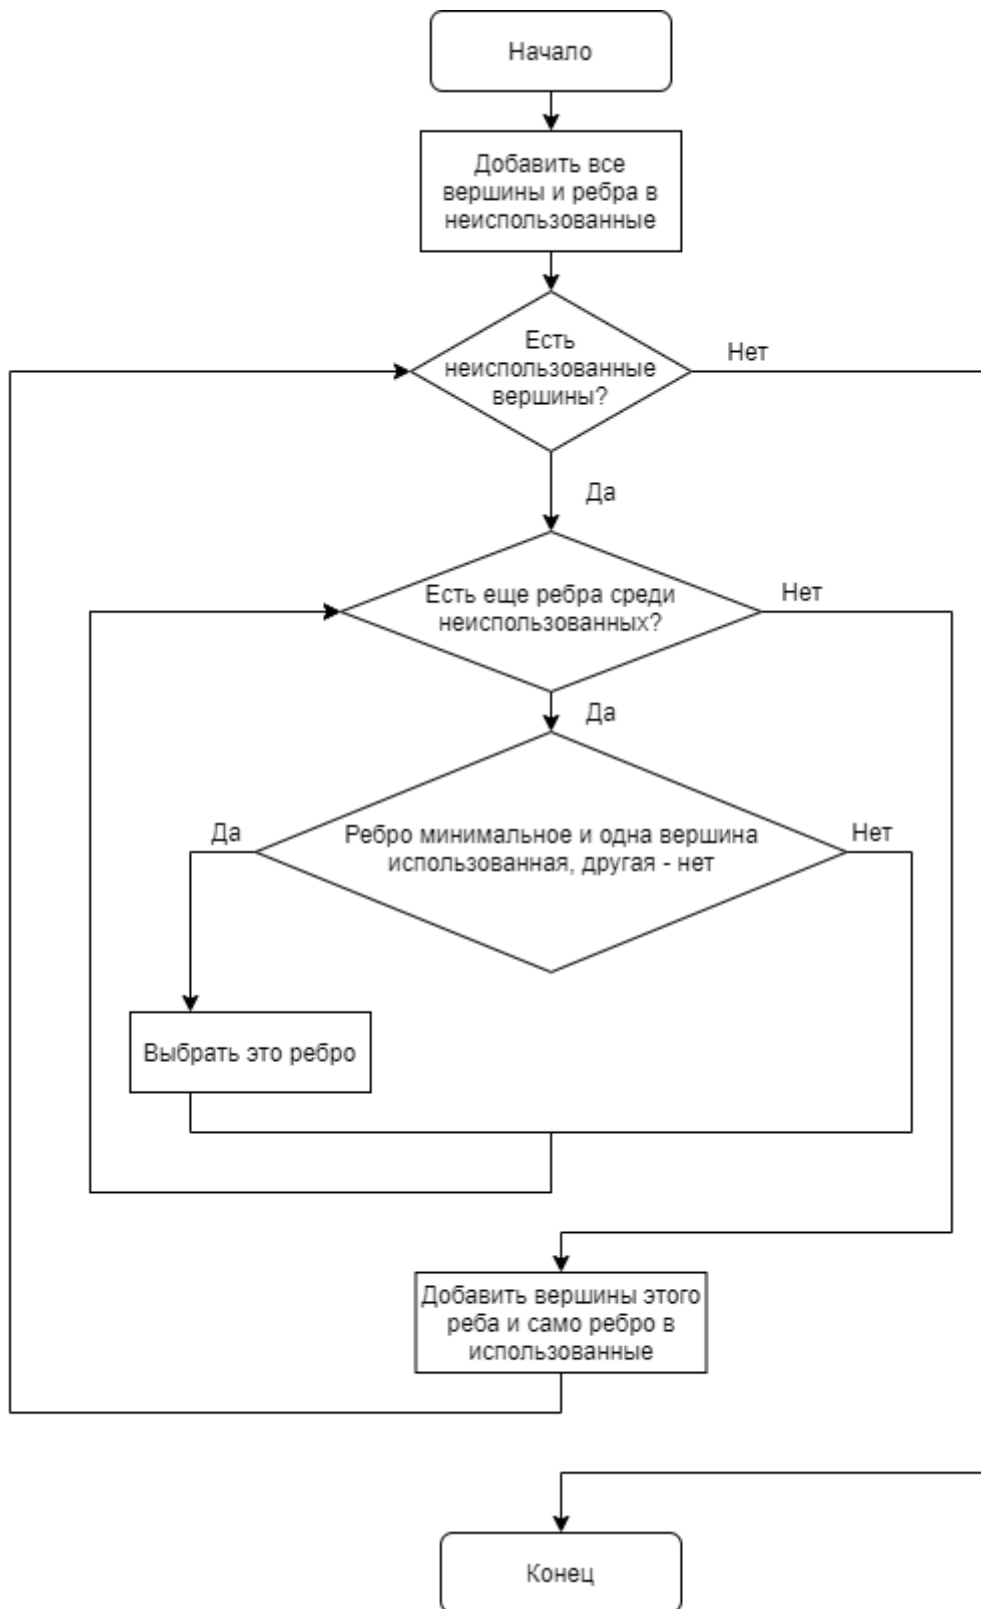 Начало
Добавить все
вершины и ребра в
неиспользованные
Есть
неиспользованные
вершины?
Нет
Да
Есть еще ребра среди
неиспользованных?
Нет
Да
Да
Ребро минимальное и одна вершина
использованная, другая - нет
Нет
Выбрать это ребро
Добавить вершины этого
реба и само ребро в
использованные
Конец